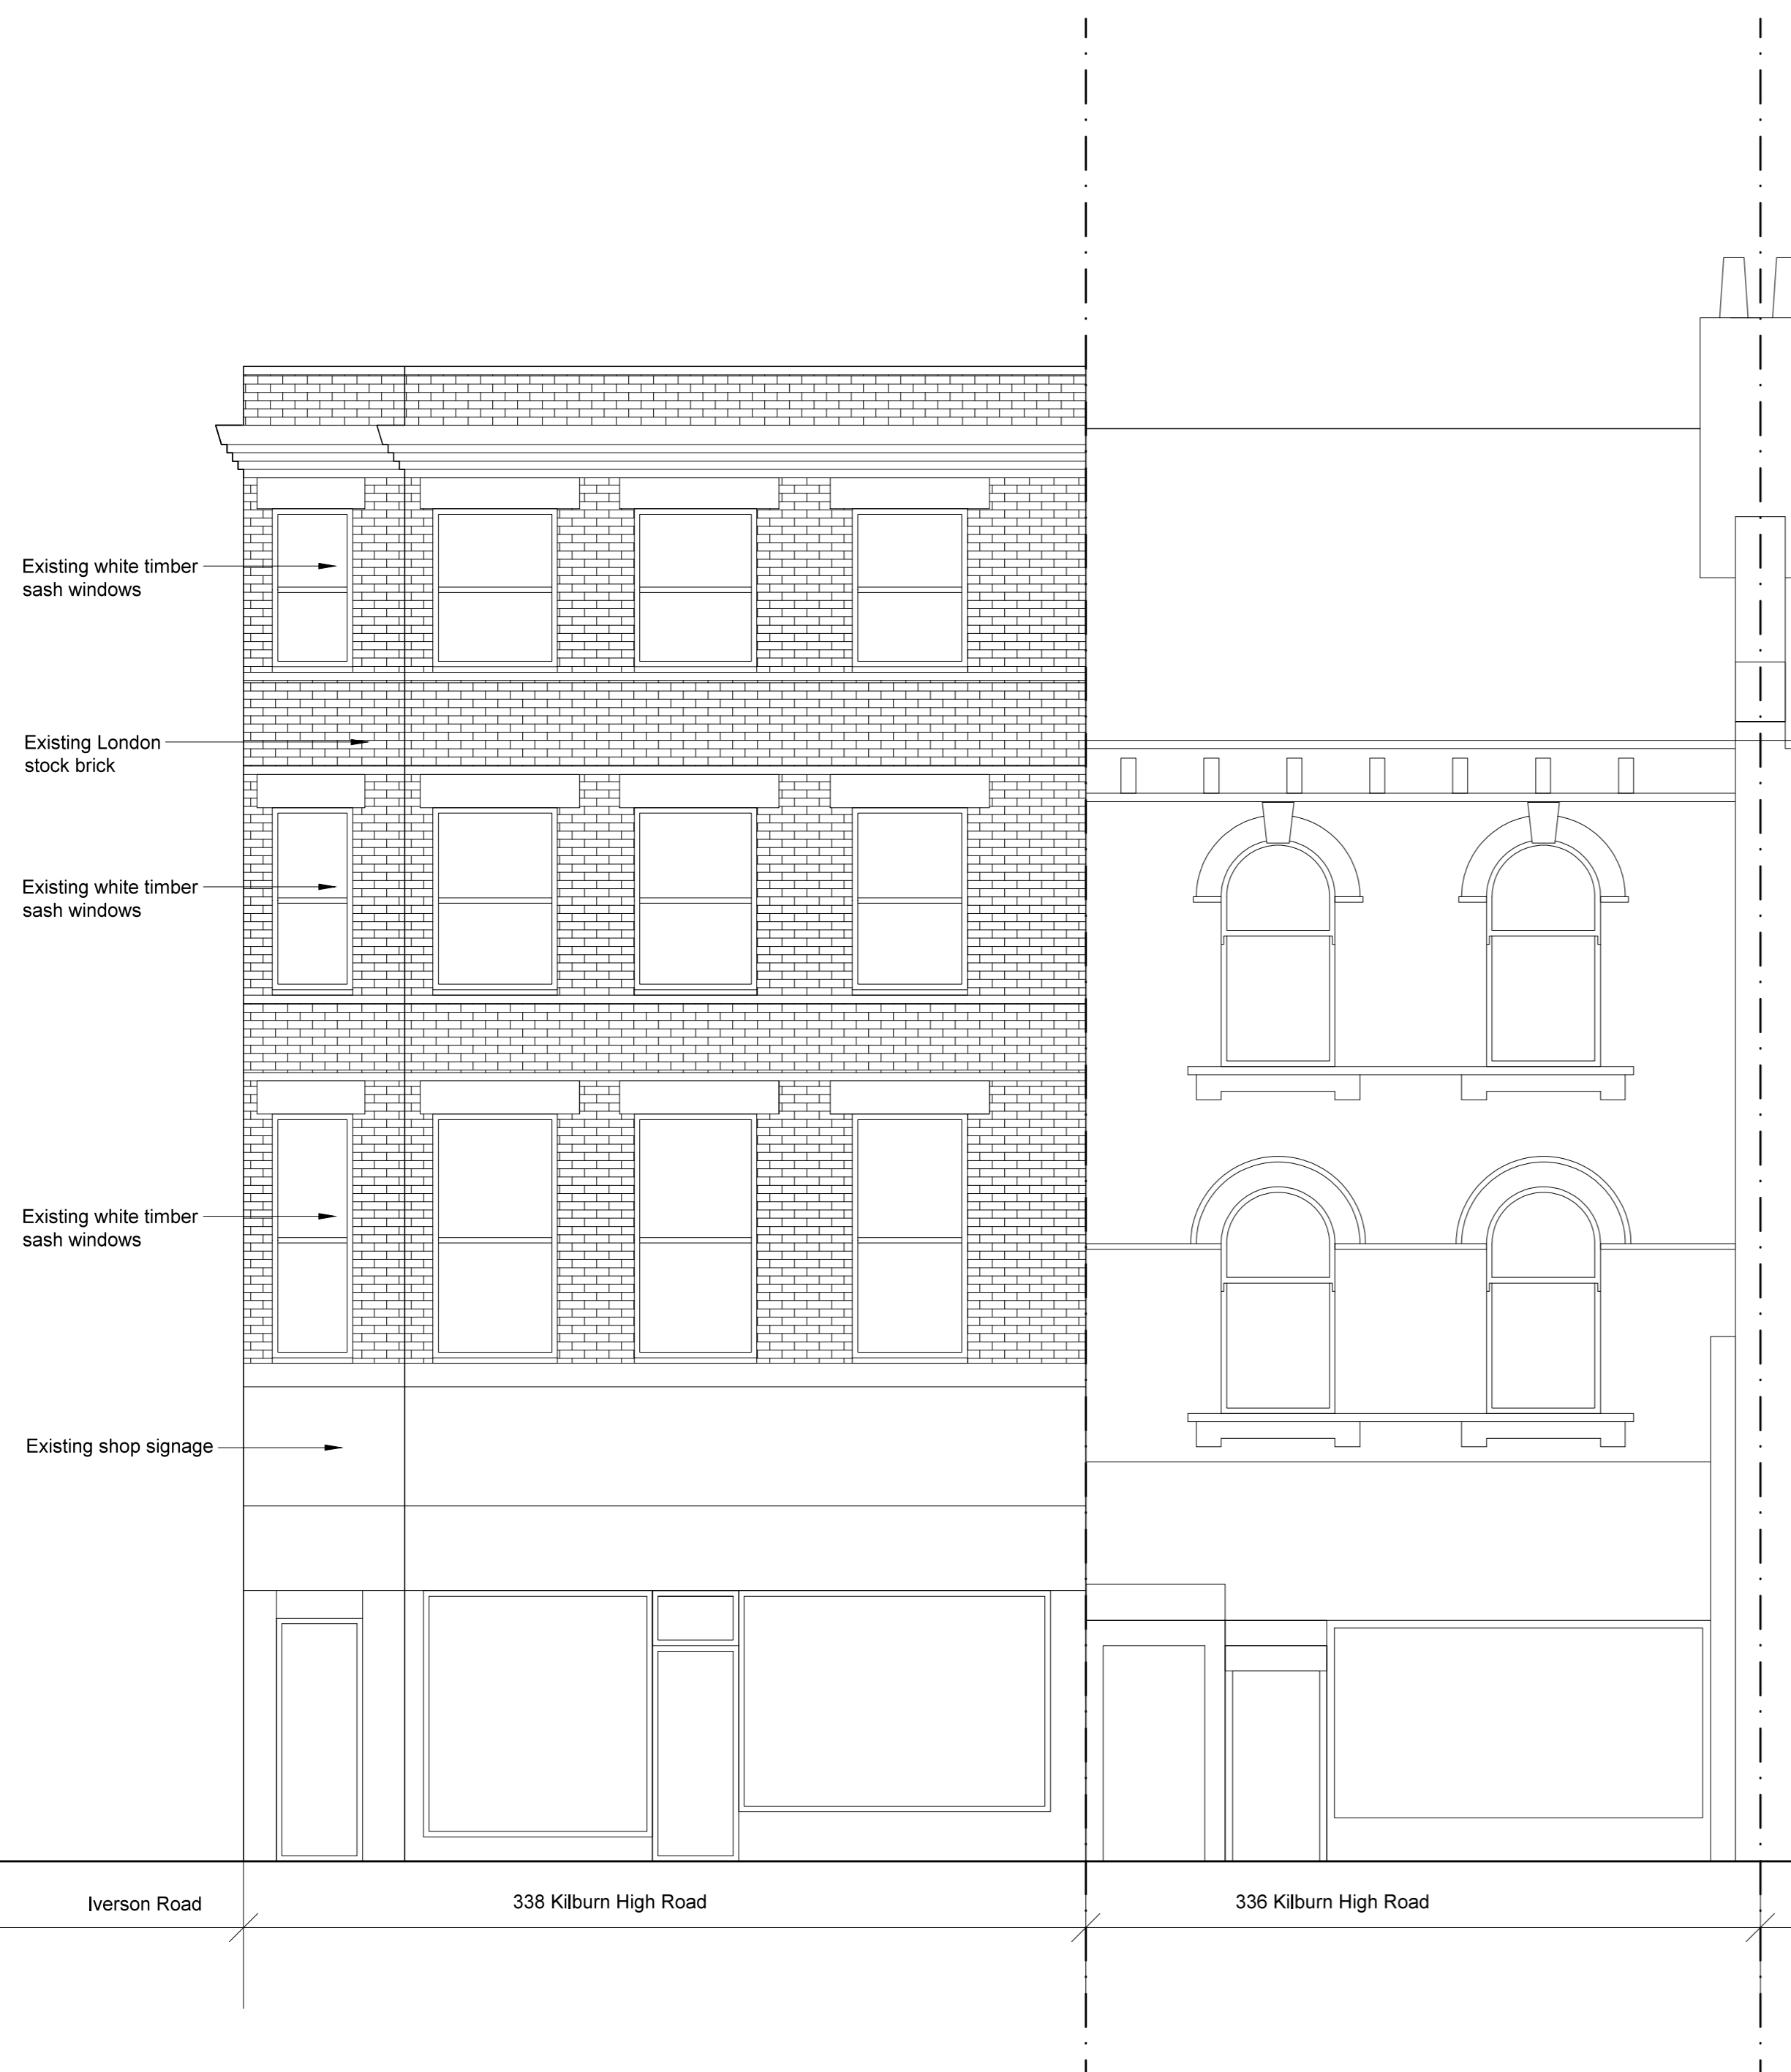 Existing white timber
sash windows
Existing London
stock brick
Existing white timber
sash windows
Existing white timber
sash windows
Existing shop signage
Iverson Road
338 Kilburn High Road
336 Kilburn High Road